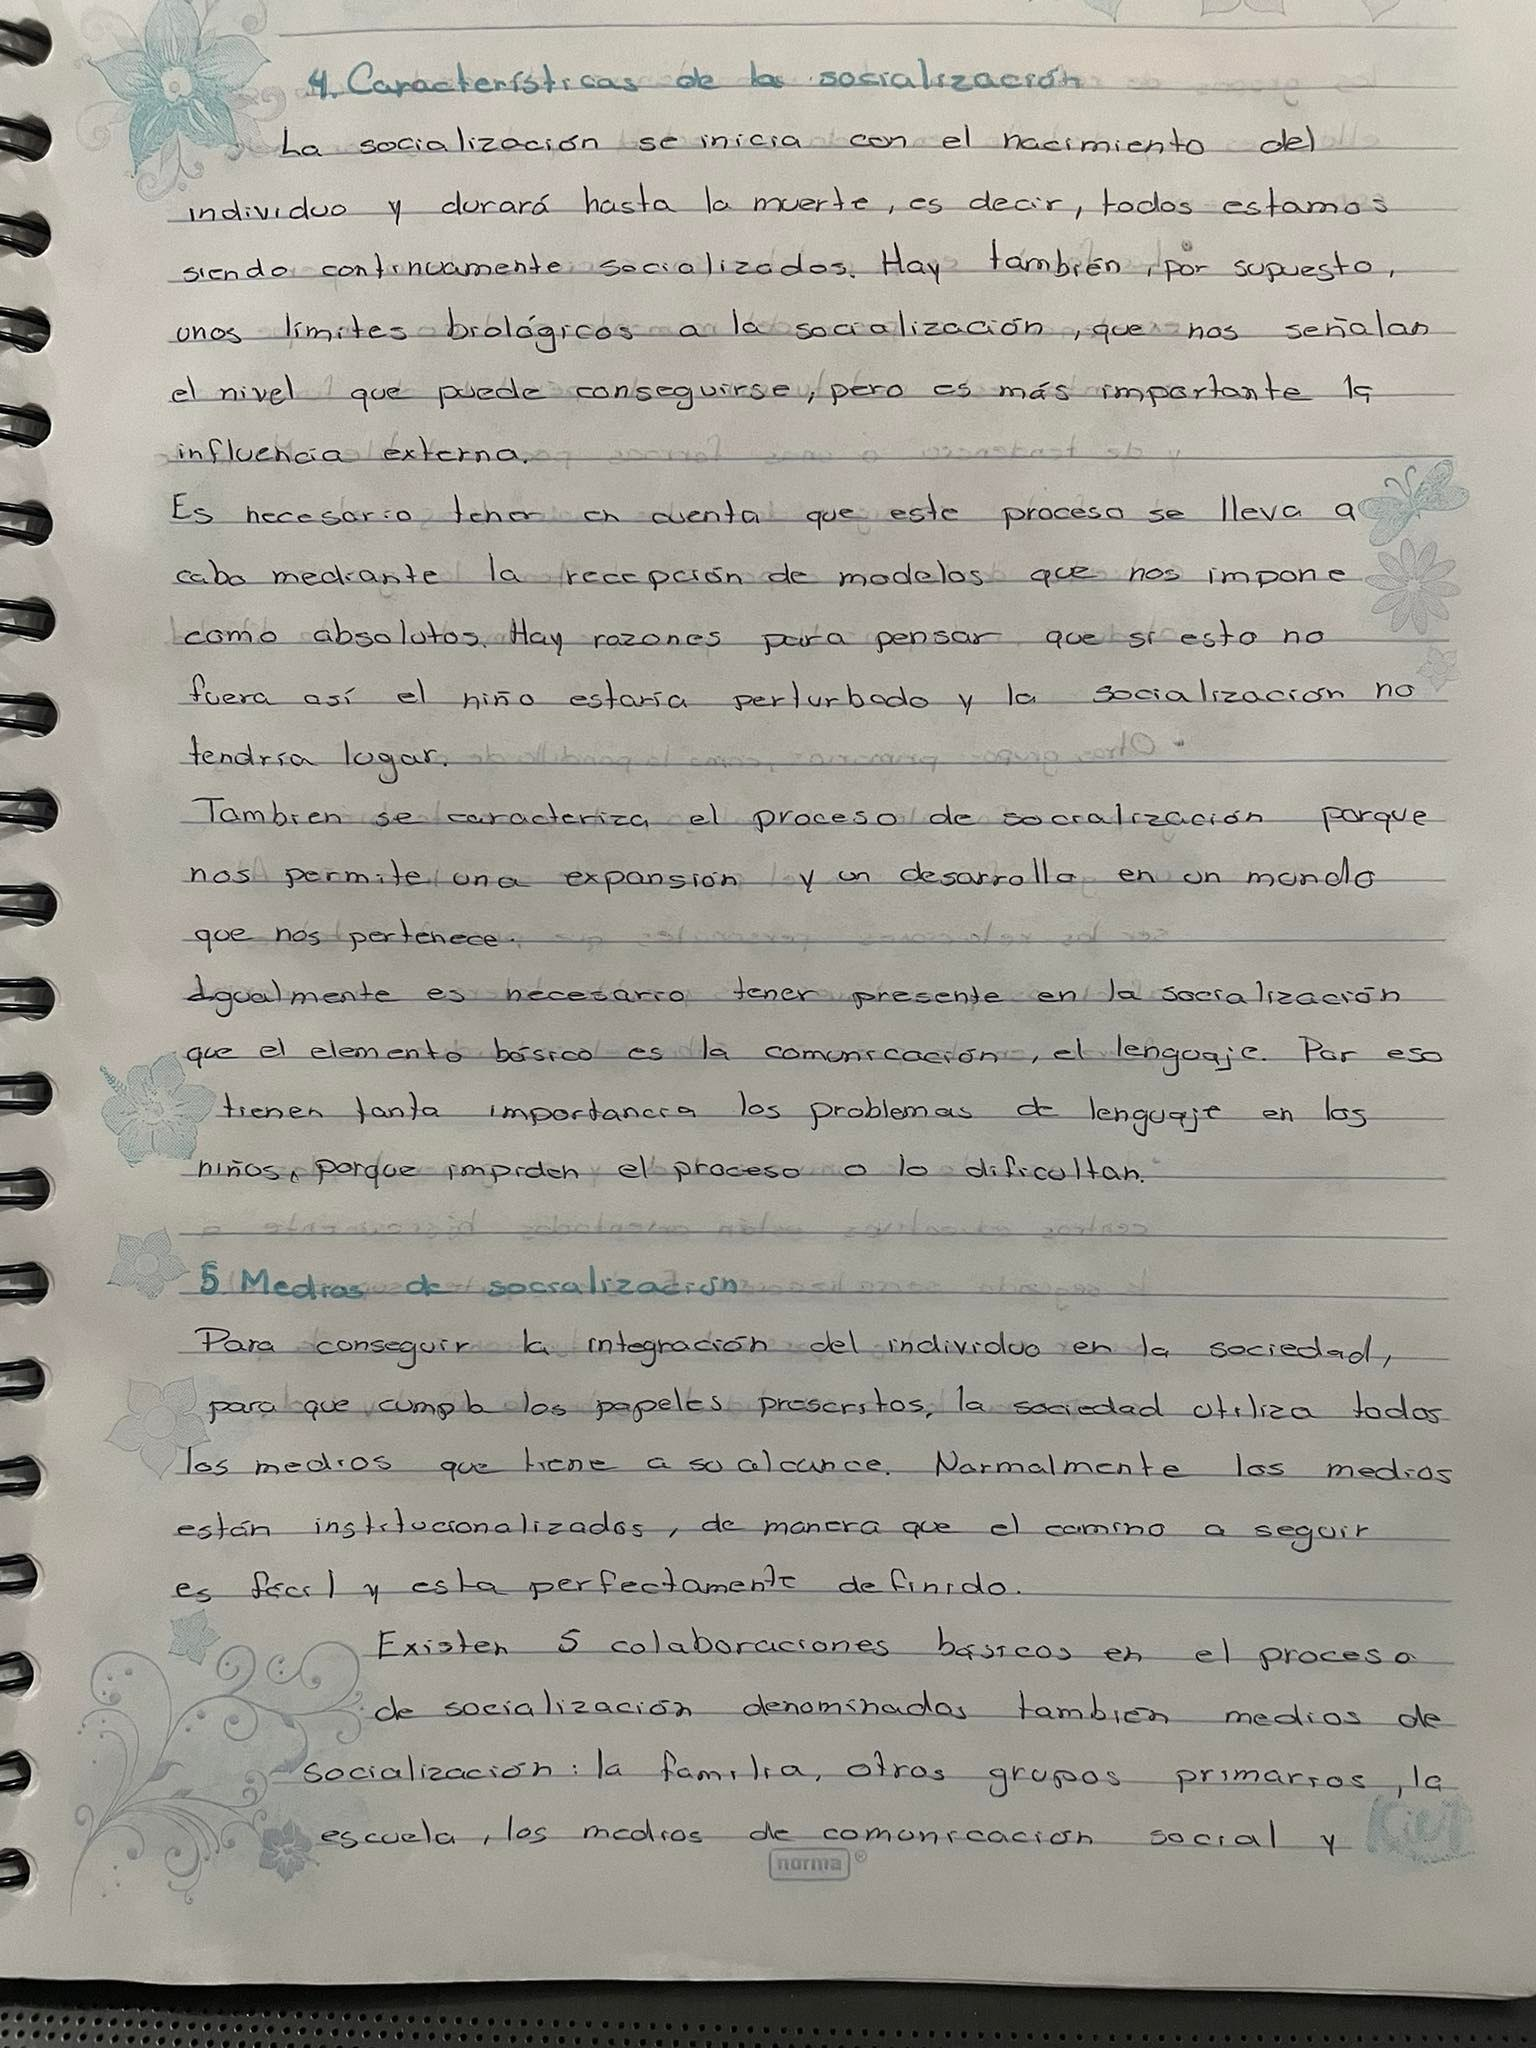 4. Características de la socialización
La socialización se inicia con el nacimiento del
individuo y durará hasta la muerte, es decir, todos estamos
siendo continuamente socializados. Hay también, por supuesto,
unos límites biológicos a la socialización, que nos señalan
el nivel que puede conseguirse, pero es más importante la
influencia externa.
Es necesario tener en cuenta que este proceso se lleva a
cabo mediante la recepción de modelos que nos impone
como absolutos. Hay razones para pensar que si esto no
fuera así el niño estaría perturbado y la socialización no
tendría lugar.
Tambien se caracteriza el proceso de socialización porque
nos permite una expansión y un desarrollo en un mundo
que nos pertenece.
Igualmente es necesario tener presente en la socialización
que el elemento básico es la comunicación, el lenguaje. Por eso
tienen tanta importancia los problemas de lenguaje en los
niños, porque impiden el proceso o lo dificultan.
5 Medios de socialización
Para conseguir la integración del individuo en la sociedad,
para que cumpla los papeles prescritos, la sociedad utiliza todos
los medios que tiene a su alcance. Normalmente los medios
están institucionalizados, de manera que el camino a seguir
es fácil y esta perfectamente definido.
Existen 5 colaboraciones básicos en el proceso
de socialización denominados también medios de
socialización: la familia, otros grupos primarios, la
escuela, los medios de comunicación social y
norma®